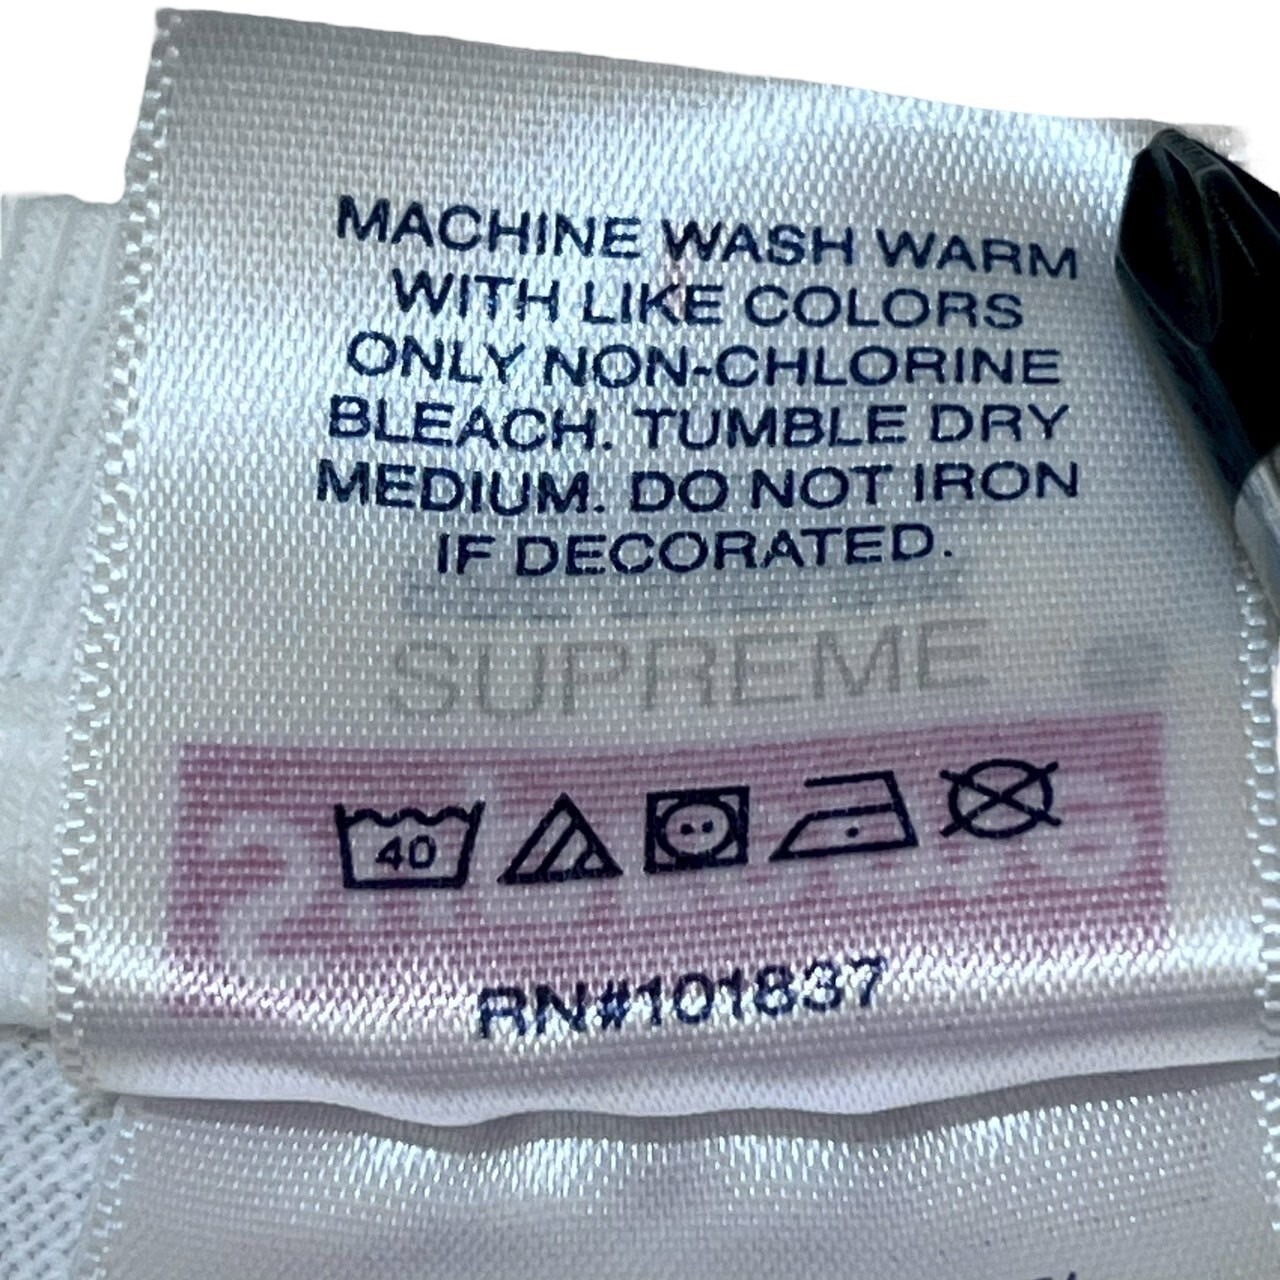 MACHINE WASH WARM
WITH LIKE COLORS
ONLY NON-CHLORINE
BLEACH. TUMBLE DRY
MEDIUM. DO NOT IRON
IF DECORATED.
SUPREME
40
RN#101837